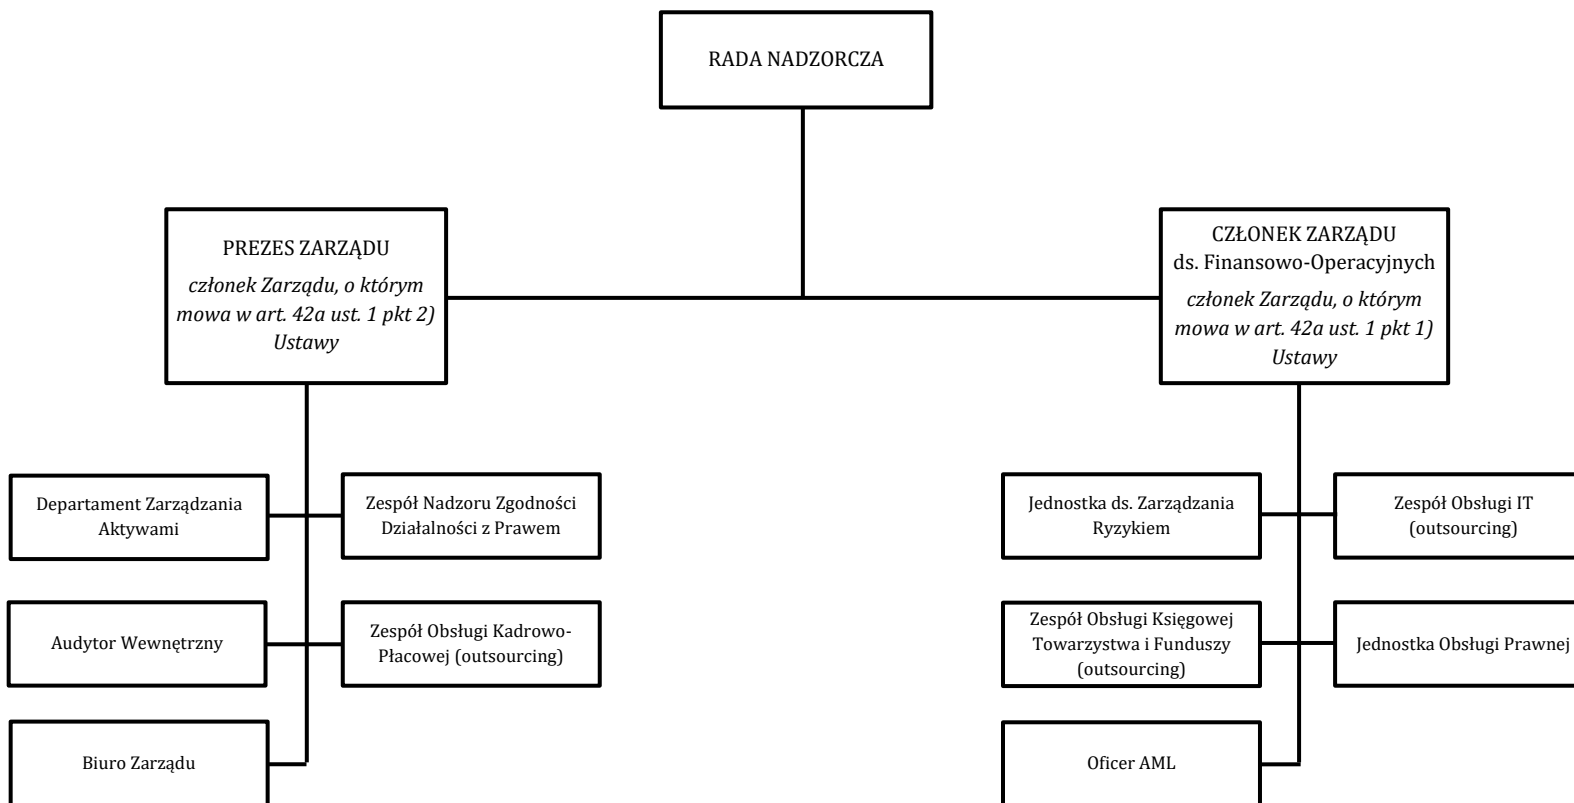 RADA NADZORCZA
PREZES ZARZĄDU
członek Zarządu, o którym
mowa w art. 42a ust. 1 pkt 2)
Ustawy
CZŁONEK ZARZĄDU
ds. Finansowo-Operacyjnych
członek Zarządu, o którym
mowa w art. 42a ust. 1 pkt 1)
Ustawy
Departament Zarządzania
Aktywami
Zespół Nadzoru Zgodności
Działalności z Prawem
Jednostka ds. Zarządzania
Ryzykiem
Zespół Obsługi IT
(outsourcing)
Audytor Wewnętrzny
Zespół Obsługi Kadrowo-
Płacowej (outsourcing)
Zespół Obsługi Księgowej
Towarzystwa i Funduszy
(outsourcing)
Jednostka Obsługi Prawnej
Biuro Zarządu
Oficer AML